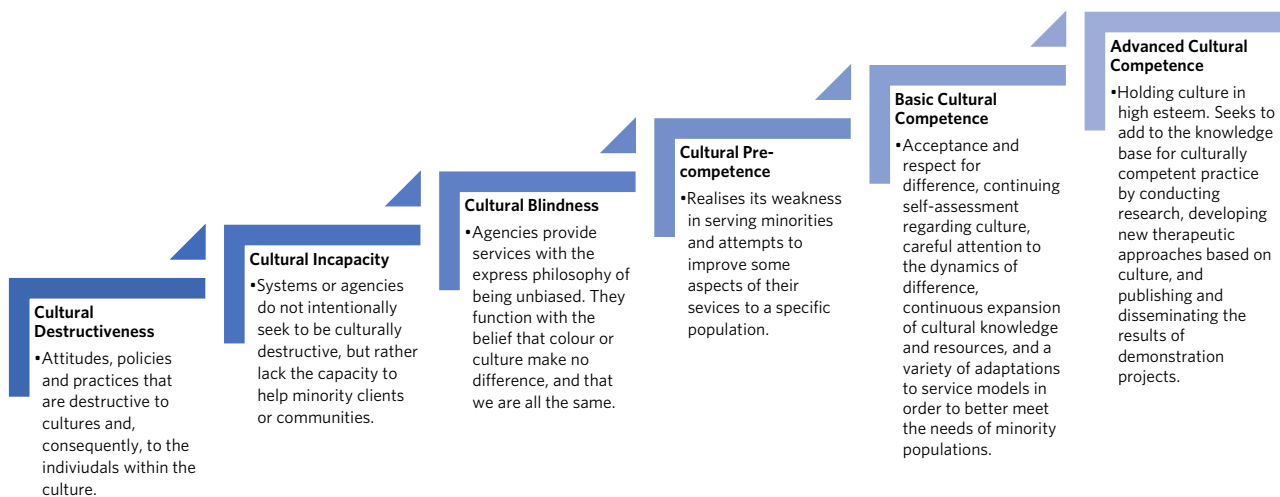 Cultural
Destructiveness
•Attitudes, policies
and practices that
are destructive to
cultures and,
consequently, to the
indiviudals within the
culture.
Cultural Incapacity
•Systems or agencies
do not intentionally
seek to be culturally
destructive, but rather
lack the capacity to
help minority clients
or communities.
Cultural Blindness
•Agencies provide
services with the
express philosophy of
being unbiased. They
function with the
belief that colour or
culture make no
difference, and that
we are all the same.
Cultural Pre-
competence
•Realises its weakness
in serving minorities
and attempts to
improve some
aspects of their
sevices to a specific
population.
Basic Cultural
Competence
•Acceptance and
respect for
difference, continuing
self-assessment
regarding culture,
careful attention to
the dynamics of
difference,
continuous expansion
of cultural knowledge
and resources, and a
variety of adaptations
to service models in
order to better meet
the needs of minority
populations.
Advanced Cultural
Competence
•Holding culture in
high esteem. Seeks to
add to the knowledge
base for culturally
competent practice
by conducting
research, developing
new therapeutic
approaches based on
culture, and
publishing and
disseminating the
results of
demonstration
projects.